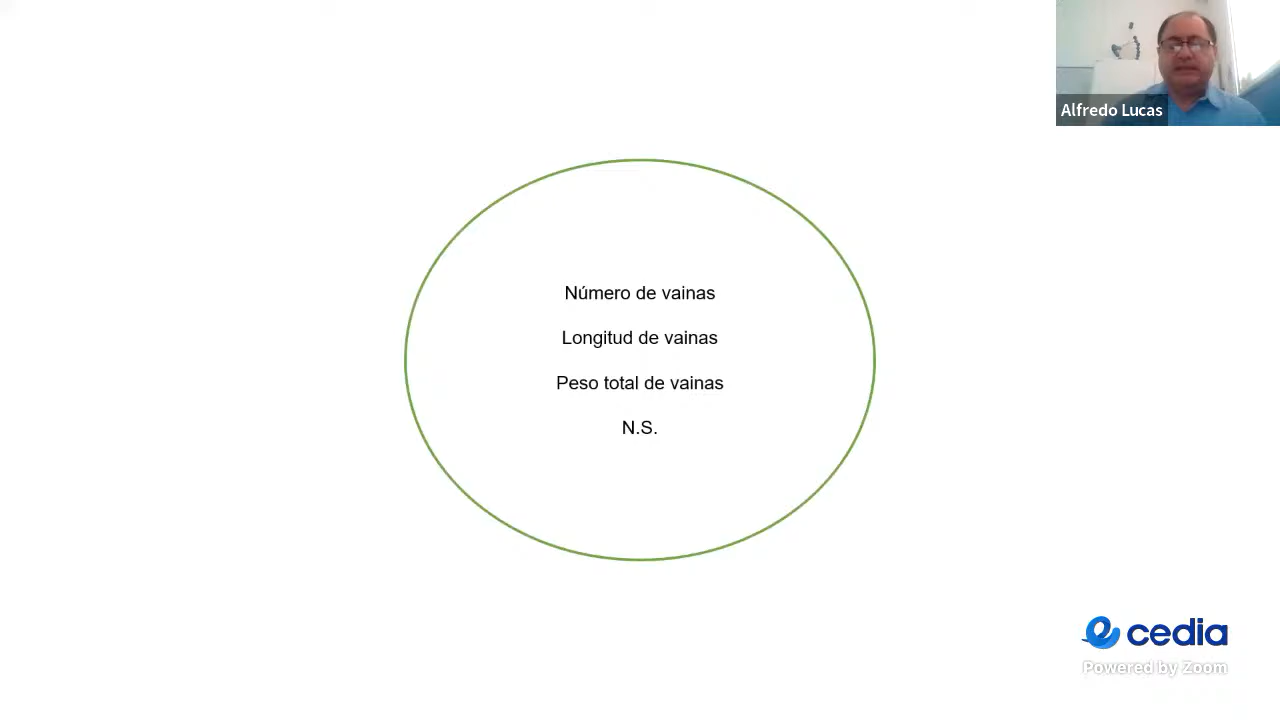 Alfredo Lucas
Número de vainas
Longitud de vainas
Peso total de vainas
N.S.
cedia
Powered by Zoom